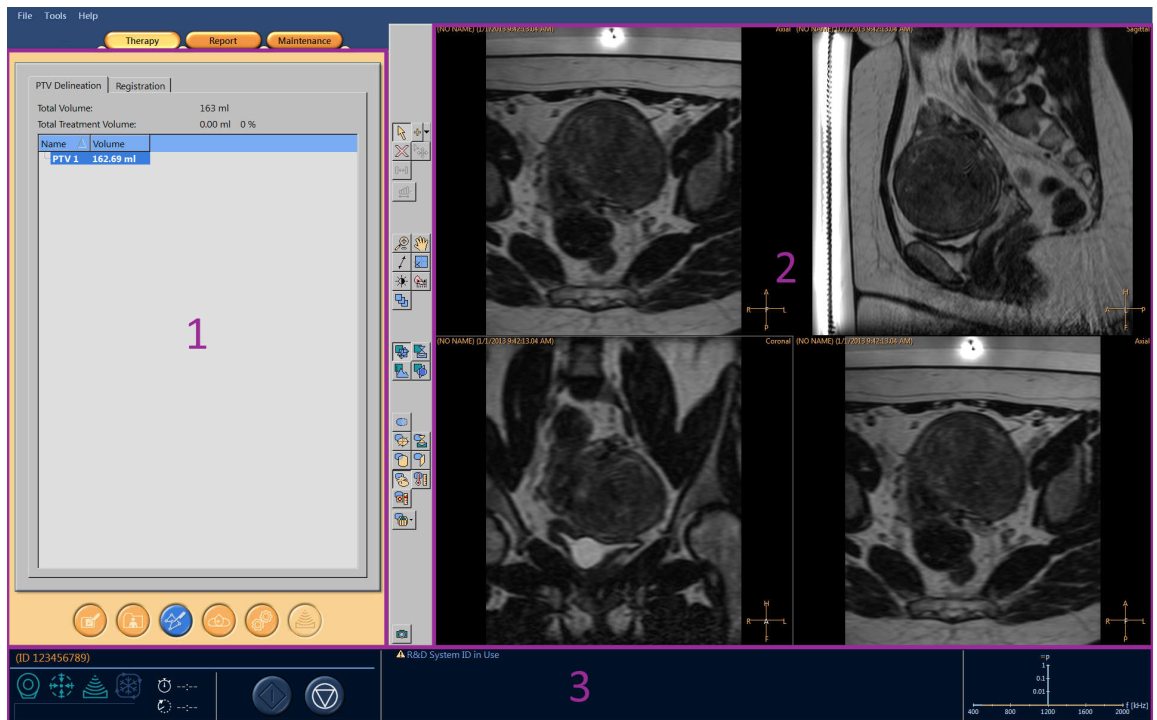 File Tools Help
Therapy Report Maintenance
PTV Delineation Registration
Total Volume: 163 ml
Total Treatment Volume: 0.00 ml 0 %
Name Volume
PTV 1 162.69 ml
1
(NO NAME) (1/1/2013 9:42:13.04 AM) Axial
(NO NAME) (1/1/2013 9:42:13.04 AM) Sagittal
2
A
R P L
P
H
A L P
F
(NO NAME) (1/1/2013 9:42:13.04 AM) Coronal
(NO NAME) (1/1/2013 9:42:13.04 AM) Axial
H
R A L
F
A
R P L
P
(ID 123456789)
--:--
--:--
R&D System ID in Use
3
=p
1
0.1
0.01
400 800 1200 1600 2000 f [kHz]